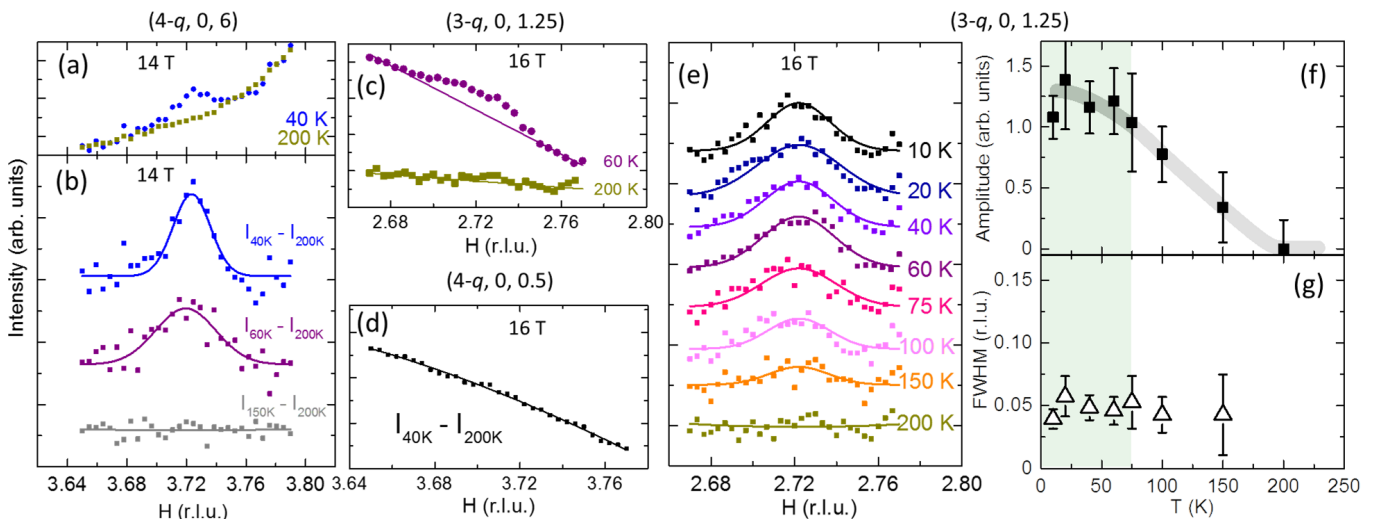 (4-q, 0, 6)
(a)
14 T
40 K
200 K
(b)
14 T
I40K – I200K
I60K – I200K
I150K – I200K
Intensity (arb. units)
3.64 3.68 3.72 3.76 3.80
H (r.l.u.)
(3-q, 0, 1.25)
(c)
16 T
60 K
200 K
2.68 2.72 2.76 2.80
H (r.l.u.)
(4-q, 0, 0.5)
(d)
16 T
I40K – I200K
3.64 3.68 3.72 3.76
H (r.l.u.)
(3-q, 0, 1.25)
(e)
16 T
10 K
20 K
40 K
60 K
75 K
100 K
150 K
200 K
2.68 2.72 2.76 2.80
H (r.l.u.)
(f)
Amplitude (arb. units)
1.5
1.0
0.5
0
(g)
FWHM (r.l.u.)
0.15
0.10
0.05
0.00
0 50 100 150 200
T (K)